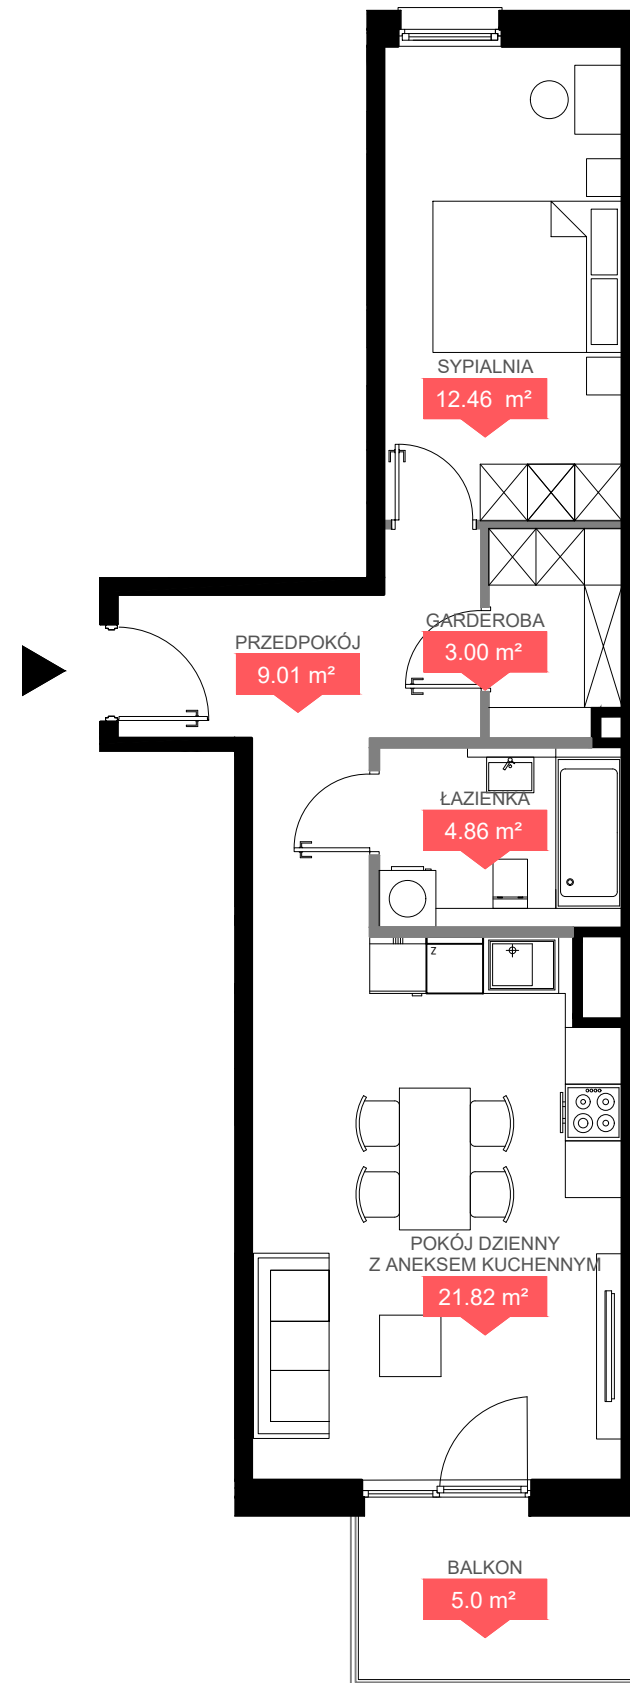 SYPIALNIA
12.46 m²
GARDEROBA
3.00 m²
PRZEDPOKÓJ
9.01 m²
ŁAZIENKA
4.86 m²
Z
POKÓJ DZIENNY
Z ANEKSEM KUCHENNYM
21.82 m²
BALKON
5.0 m²